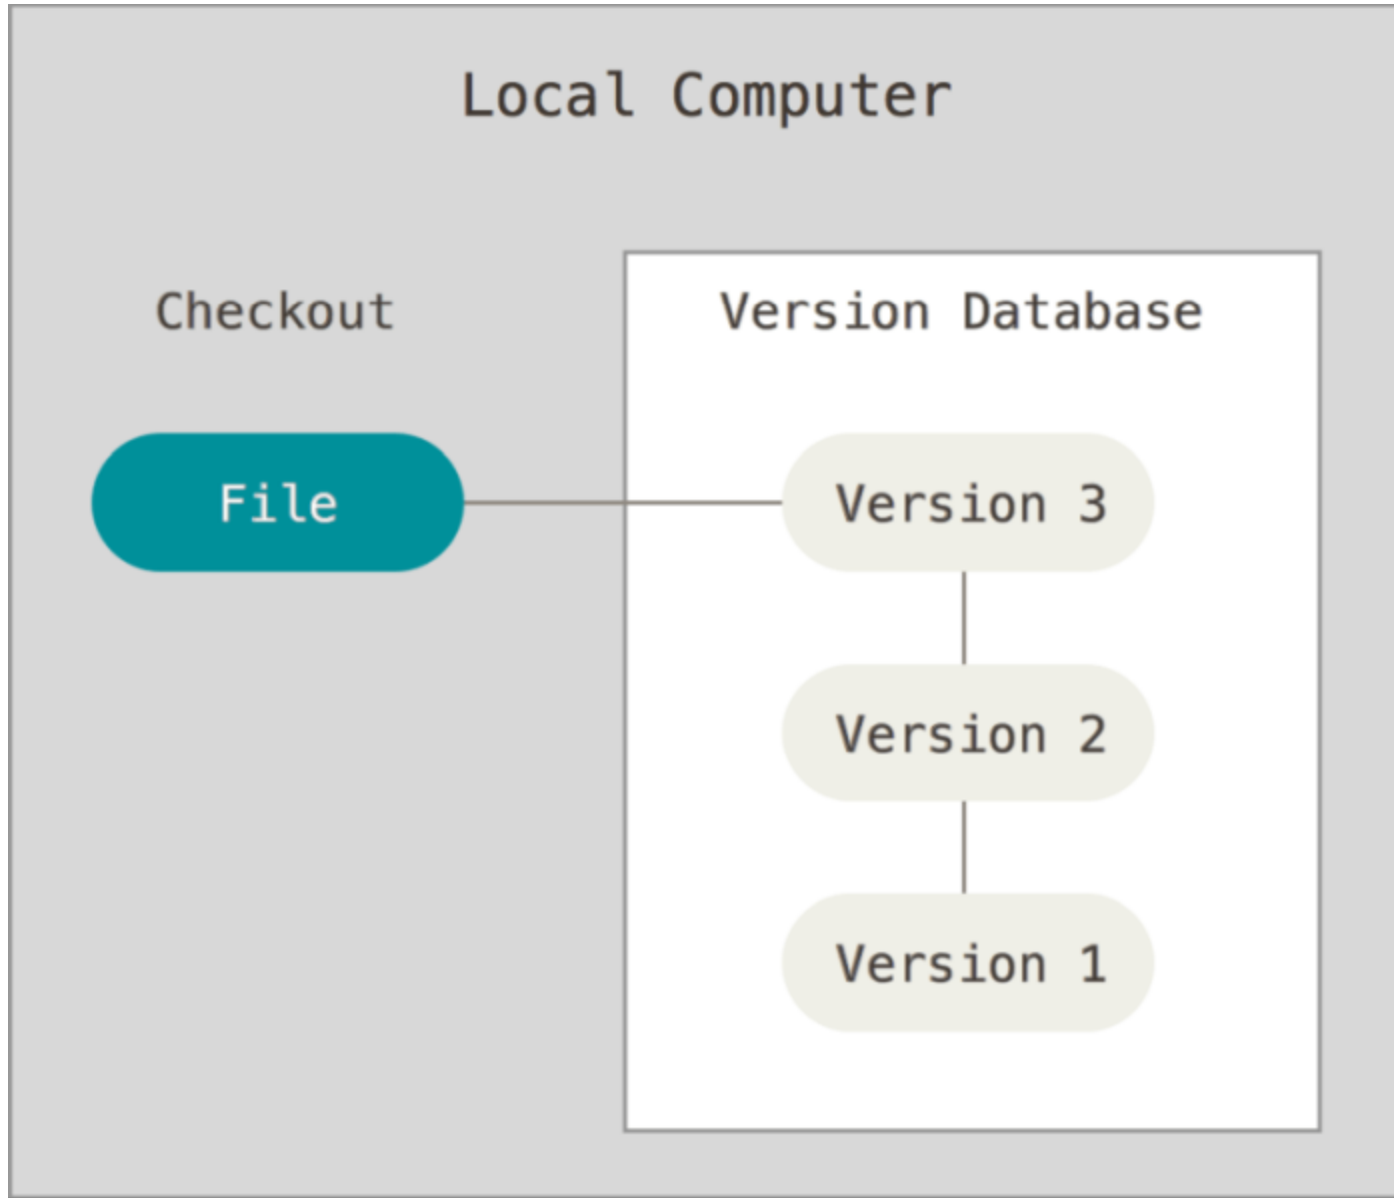 Local Computer
Checkout
Version Database
File
Version 3
Version 2
Version 1